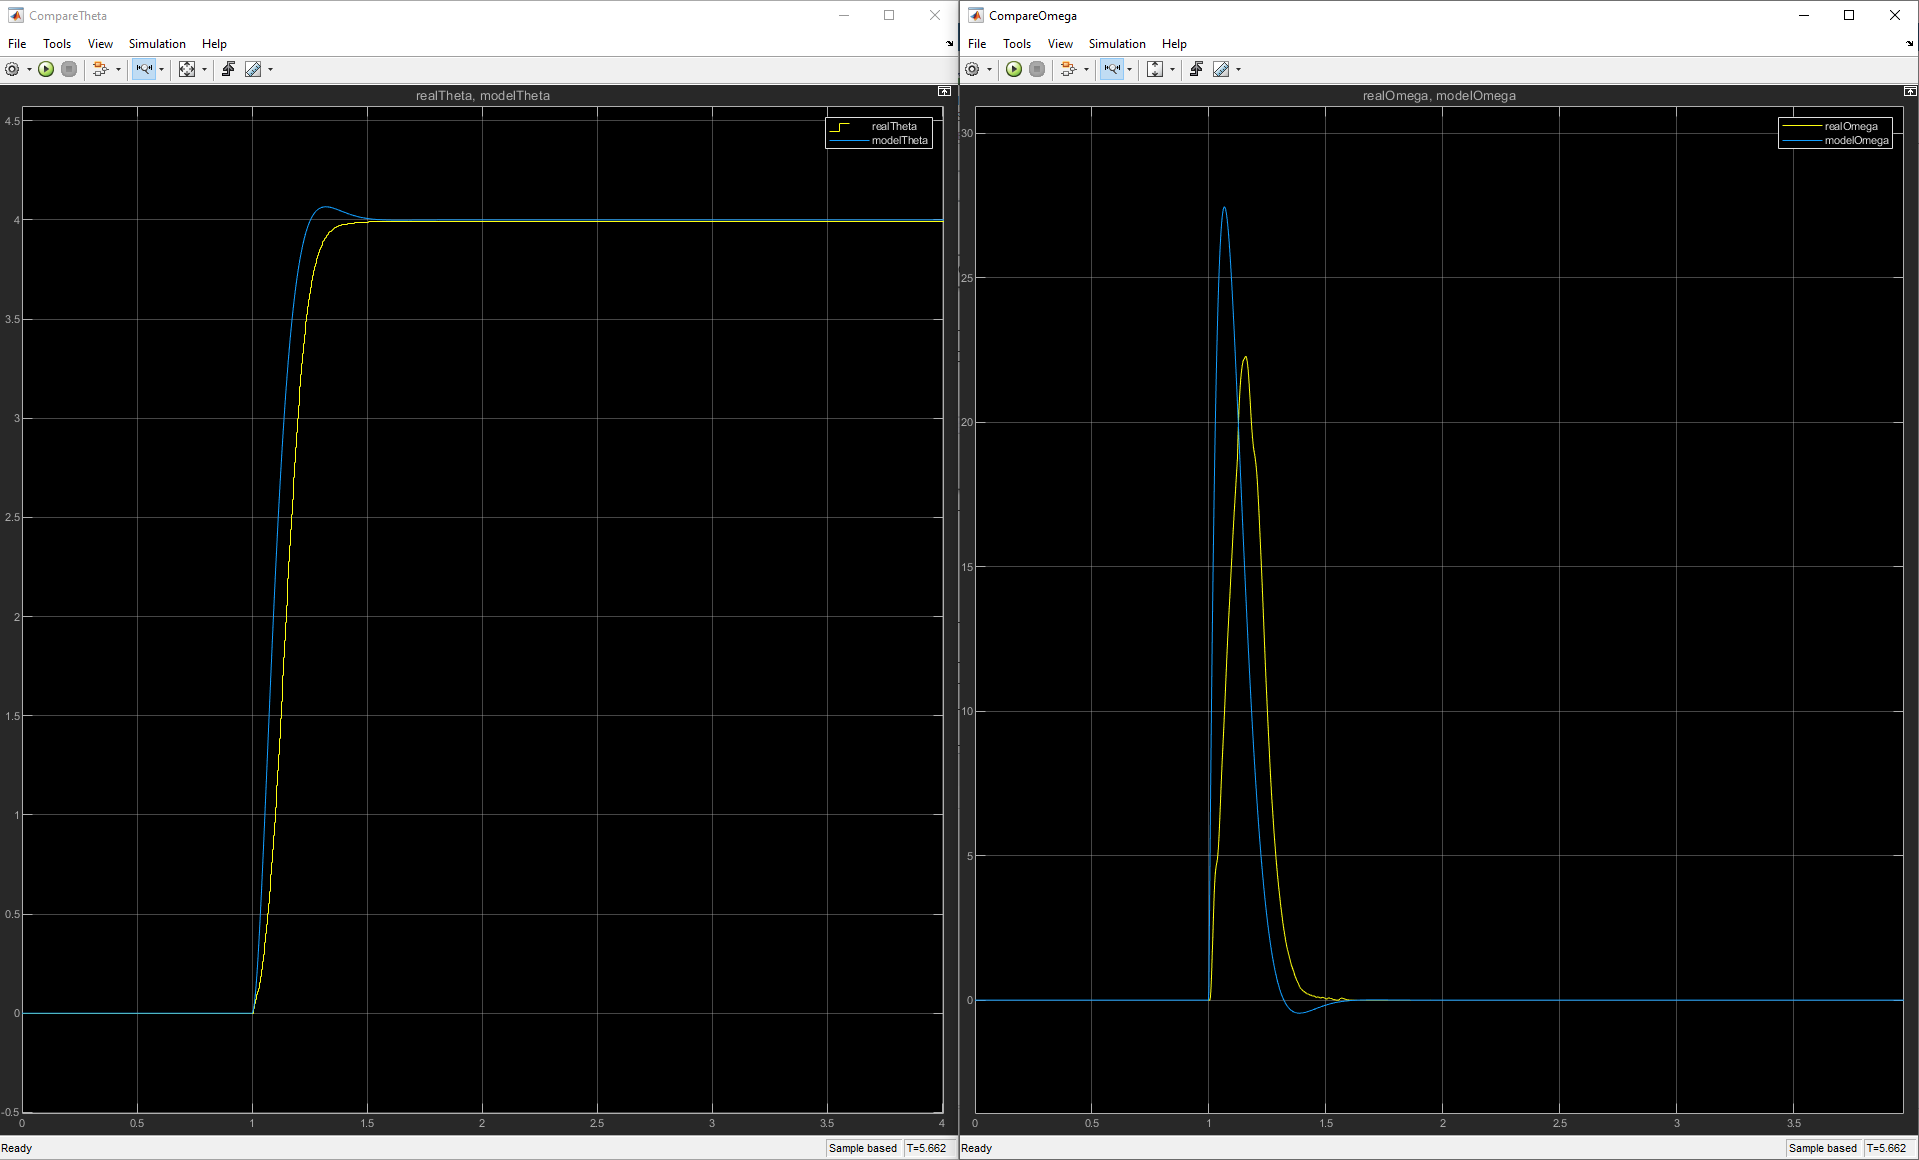 CompareTheta
File Tools View Simulation Help
realTheta, modelTheta
realTheta
modelTheta
4.5
4
3.5
3
2.5
2
1.5
1
0.5
0
-0.5
0 0.5 1 1.5 2 2.5 3 3.5 4
Ready
Sample based T=5.662
CompareOmega
File Tools View Simulation Help
realOmega, modelOmega
realOmega
modelOmega
30
25
20
15
10
5
0
0 0.5 1 1.5 2 2.5 3 3.5
Ready
Sample based T=5.662